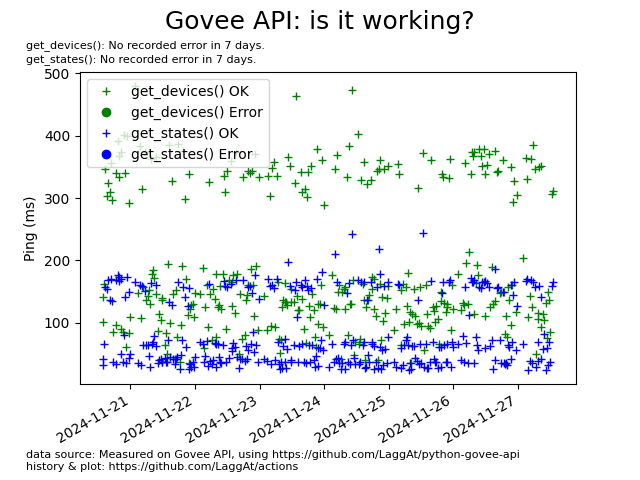 Govee API: is it working?
get_devices(): No recorded error in 7 days.
get_states(): No recorded error in 7 days.
get_devices() OK
get_devices() Error
get_states() OK
get_states() Error
Ping (ms)
500
400
300
200
100
2024-11-21
2024-11-22
2024-11-23
2024-11-24
2024-11-25
2024-11-26
2024-11-27
data source: Measured on Govee API, using https://github.com/LaggAt/python-govee-api
history & plot: https://github.com/LaggAt/actions